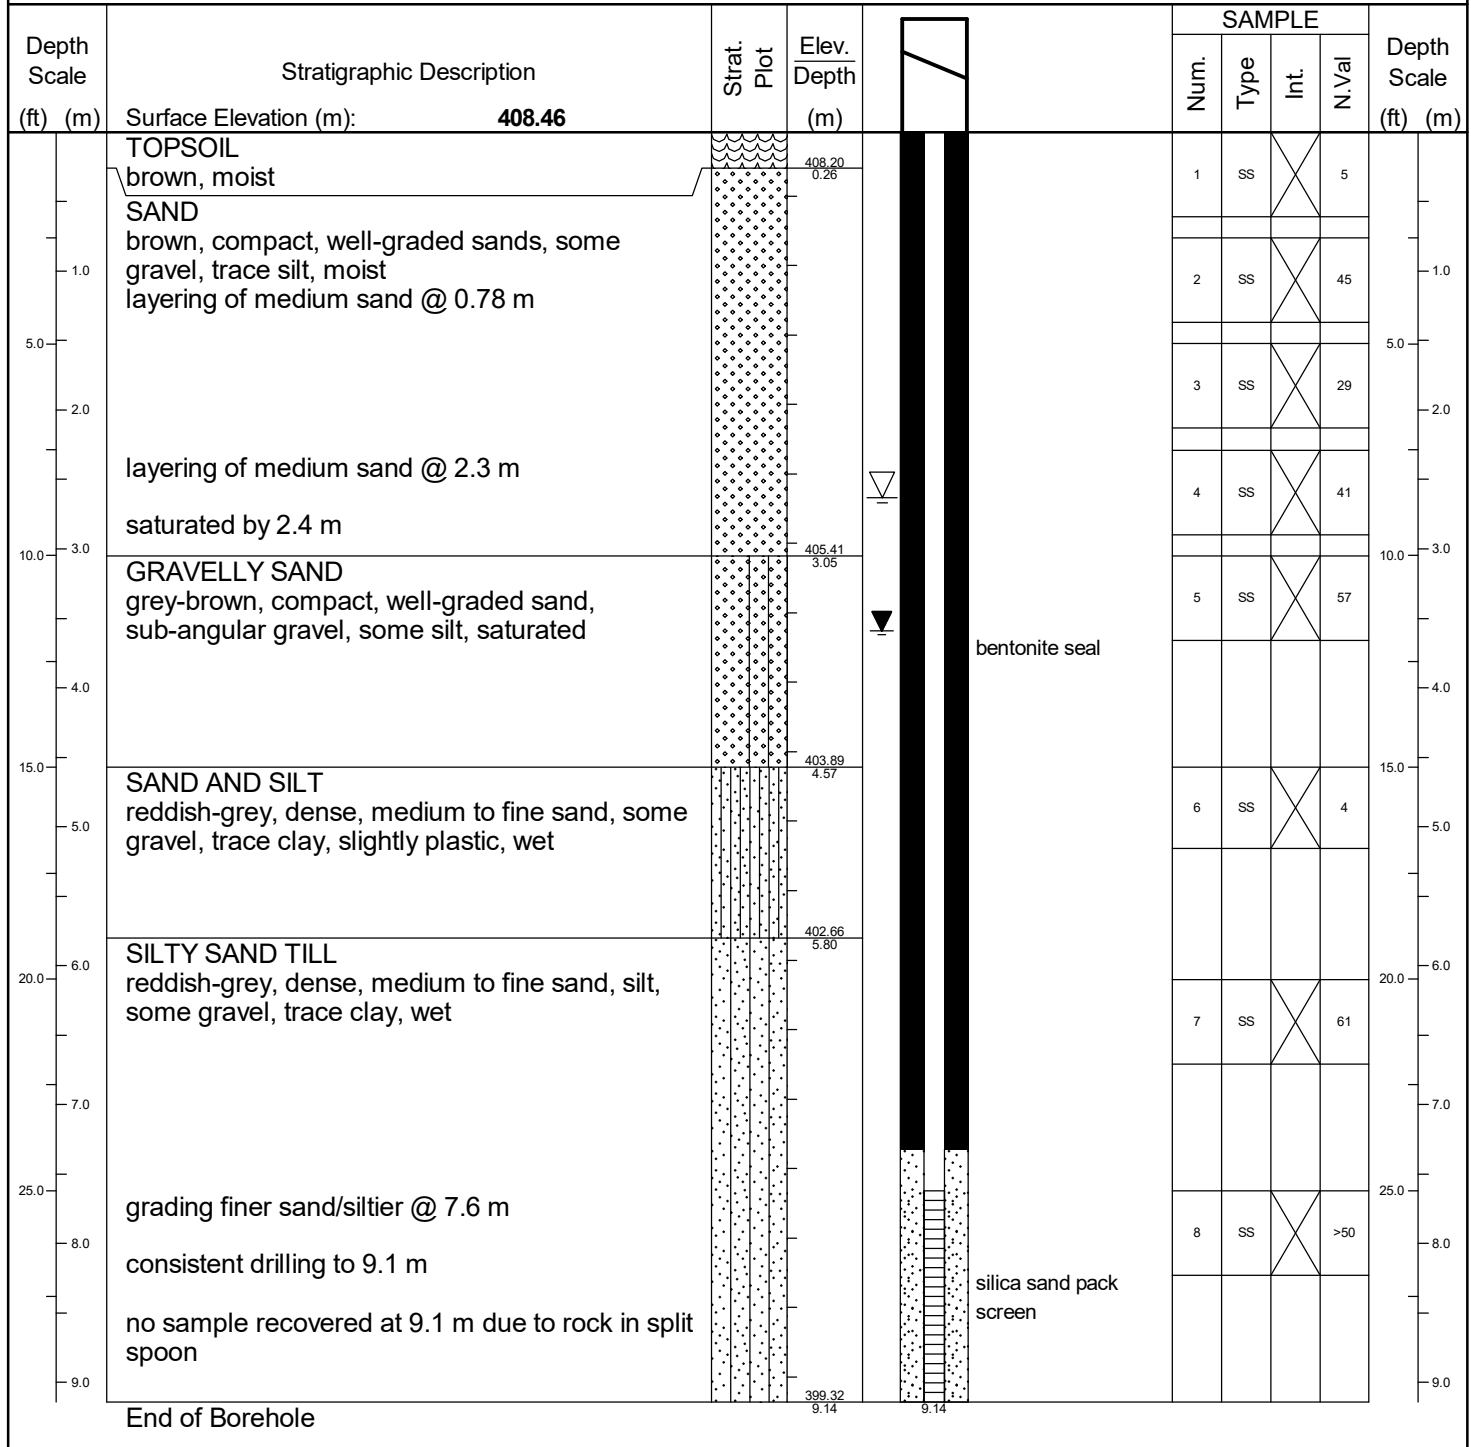 SAMPLE
Depth
Scale
(ft) (m)
Stratigraphic Description
Surface Elevation (m): 408.46
Strat.
Plot
Elev.
Depth
(m)
Num.
Type
Int.
N.Val
Depth
Scale
(ft) (m)
TOPSOIL
brown, moist
408.20
0.26
1 SS 5
SAND
brown, compact, well-graded sands, some
gravel, trace silt, moist
layering of medium sand @ 0.78 m
1.0
2 SS 45
1.0
5.0
5.0
3 SS 29
2.0
2.0
layering of medium sand @ 2.3 m
4 SS 41
saturated by 2.4 m
10.0
3.0
405.41
3.05
10.0
3.0
GRAVELLY SAND
grey-brown, compact, well-graded sand,
sub-angular gravel, some silt, saturated
5 SS 57
bentonite seal
4.0
4.0
15.0
403.89
4.57
15.0
SAND AND SILT
reddish-grey, dense, medium to fine sand, some
gravel, trace clay, slightly plastic, wet
6 SS 4
5.0
5.0
402.66
5.80
SILTY SAND TILL
reddish-grey, dense, medium to fine sand, silt,
some gravel, trace clay, wet
20.0
6.0
20.0
6.0
7 SS 61
7.0
7.0
25.0
25.0
grading finer sand/siltier @ 7.6 m
8 SS >50
8.0
8.0
consistent drilling to 9.1 m
silica sand pack
screen
no sample recovered at 9.1 m due to rock in split
spoon
9.0
9.0
399.32
9.14
9.14
End of Borehole